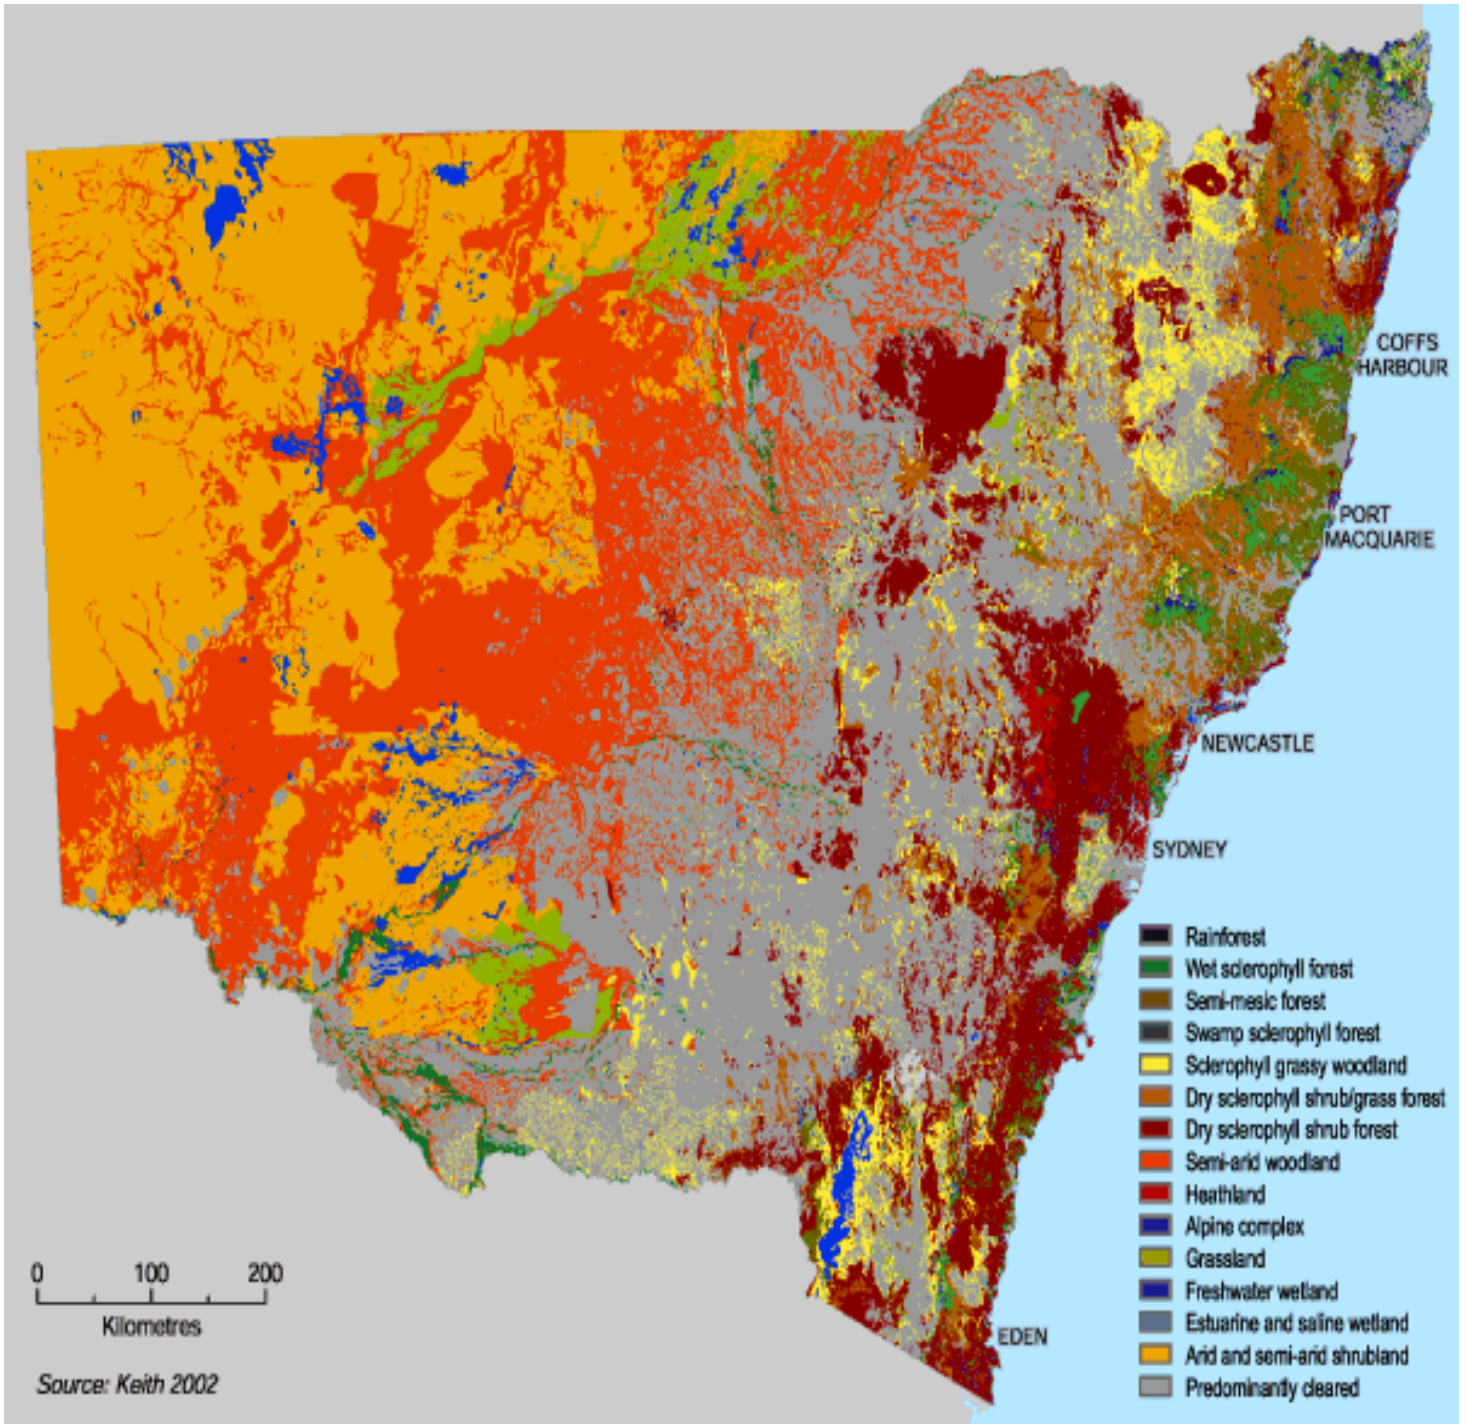 COFFS
HARBOUR
PORT
MACQUARIE
NEWCASTLE
SYDNEY
Rainforest
Wet sclerophyll forest
Semi-mesic forest
Swamp sclerophyll forest
Sclerophyll grassy woodland
Dry sclerophyll shrub/grass forest
Dry sclerophyll shrub forest
Semi-arid woodland
Heathland
Alpine complex
Grassland
Freshwater wetland
Estuarine and saline wetland
Arid and semi-arid shrubland
Predominantly cleared
0 100 200
Kilometres
EDEN
Source: Keith 2002